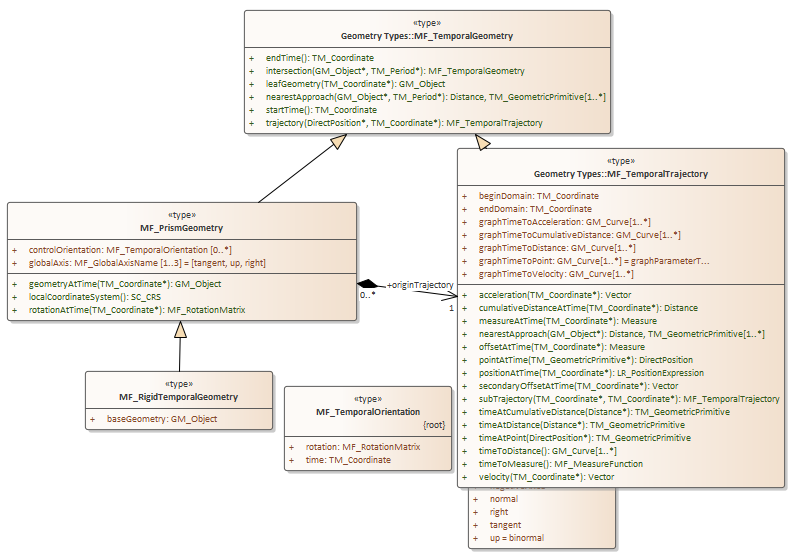 «type»
Geometry Types::MF_TemporalGeometry
+ endTime(): TM_Coordinate
+ intersection(GM_Object*, TM_Period*): MF_TemporalGeometry
+ leafGeometry(TM_Coordinate*): GM_Object
+ nearestApproach(GM_Object*, TM_Period*): Distance, TM_GeometricPrimitive[1..*]
+ startTime(): TM_Coordinate
+ trajectory(DirectPosition*, TM_Coordinate*): MF_TemporalTrajectory
«type»
Geometry Types::MF_TemporalTrajectory
+ beginDomain: TM_Coordinate
+ endDomain: TM_Coordinate
+ graphTimeToAcceleration: GM_Curve[1..*]
+ graphTimeToCumulativeDistance: GM_Curve[1..*]
+ graphTimeToDistance: GM_Curve[1..*]
+ graphTimeToPoint: GM_Curve[1..*] = graphParameterT...
+ graphTimeToVelocity: GM_Curve[1..*]
+ acceleration(TM_Coordinate*): Vector
+ cumulativeDistanceAtTime(TM_Coordinate*): Distance
+ measureAtTime(TM_Coordinate*): Measure
+ nearestApproach(GM_Object*): Distance, TM_GeometricPrimitive[1..*]
+ offsetAtTime(TM_Coordinate*): Measure
+ pointAtTime(TM_GeometricPrimitive*): DirectPosition
+ positionAtTime(TM_Coordinate*): LR_PositionExpression
+ secondaryOffsetAtTime(TM_Coordinate*): Vector
+ subTrajectory(TM_Coordinate*, TM_Coordinate*): MF_TemporalTrajectory
+ timeAtCumulativeDistance(Distance*): TM_GeometricPrimitive
+ timeAtDistance(Distance*): TM_GeometricPrimitive
+ timeAtPoint(DirectPosition*): TM_GeometricPrimitive
+ timeToDistance(): GM_Curve[1..*]
+ timeToMeasure(): MF_MeasureFunction
+ velocity(TM_Coordinate*): Vector
«type»
MF_PrismGeometry
+ controlOrientation: MF_TemporalOrientation [0..*]
+ globalAxis: MF_GlobalAxisName [1..3] = [tangent, up, right]
+ geometryAtTime(TM_Coordinate*): GM_Object
+ localCoordinateSystem(): SC_CRS
+ rotationAtTime(TM_Coordinate*): MF_RotationMatrix
+originTrajectory
0..*
1
«type»
MF_RigidTemporalGeometry
+ baseGeometry: GM_Object
«type»
MF_TemporalOrientation
{root}
+ rotation: MF_RotationMatrix
+ time: TM_Coordinate
+ normal
+ right
+ tangent
+ up = binormal